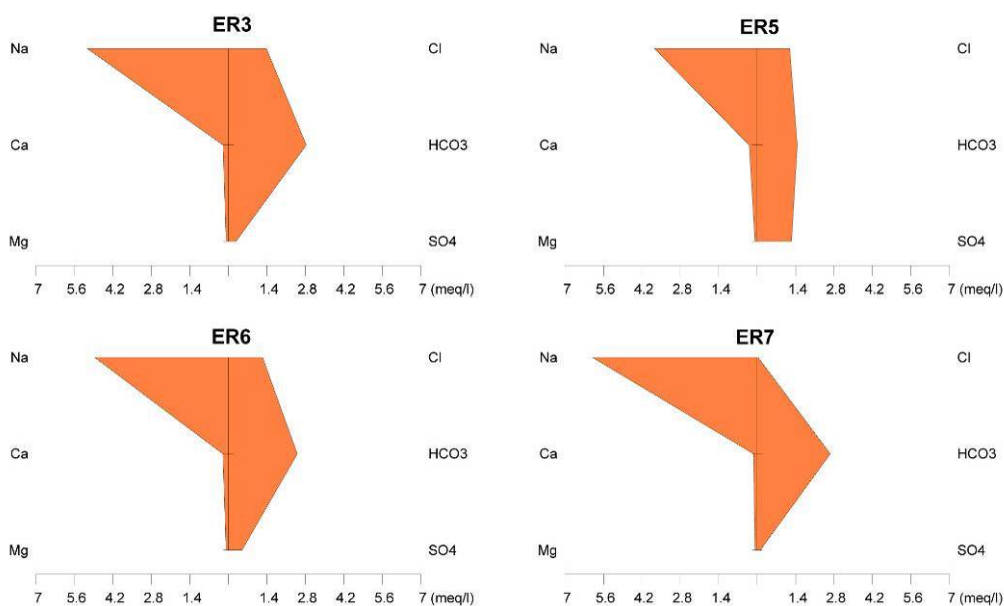 ER3
ER5
Na Cl
Na Cl
Ca HCO3
Ca HCO3
Mg SO4
Mg SO4
7 5.6 4.2 2.8 1.4 1.4 2.8 4.2 5.6 7 (meq/l)
7 5.6 4.2 2.8 1.4 1.4 2.8 4.2 5.6 7 (meq/l)
ER6
ER7
Na Cl
Na Cl
Ca HCO3
Ca HCO3
Mg SO4
Mg SO4
7 5.6 4.2 2.8 1.4 1.4 2.8 4.2 5.6 7 (meq/l)
7 5.6 4.2 2.8 1.4 1.4 2.8 4.2 5.6 7 (meq/l)